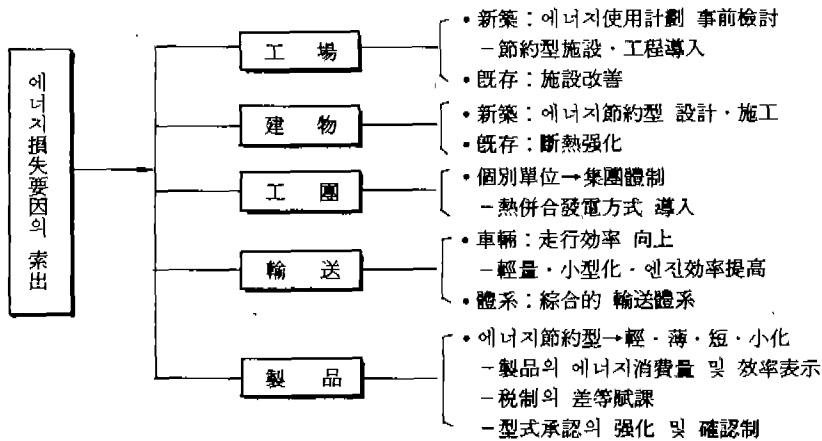 에너지損失要因의 索出
工場
• 新築：에너지使用計劃 事前檢討
－節約型施設·工程導入
• 旣存：施設改善
建物
• 新築：에너지節約型 設計·施工
• 旣存：斷熱强化
工團
• 個別單位→集團體制
－熱倂合發電方式 導入
輸送
• 車輛：走行効率 向上
－輕量·小型化·엔진効率提高
• 體系：綜合的 輸送體系
製品
• 에너지節約型→輕·薄·短·小化
－製品의 에너지消費量 및 效率表示
－税制의 差等賦課
－型式承認의 强化 및 確認制